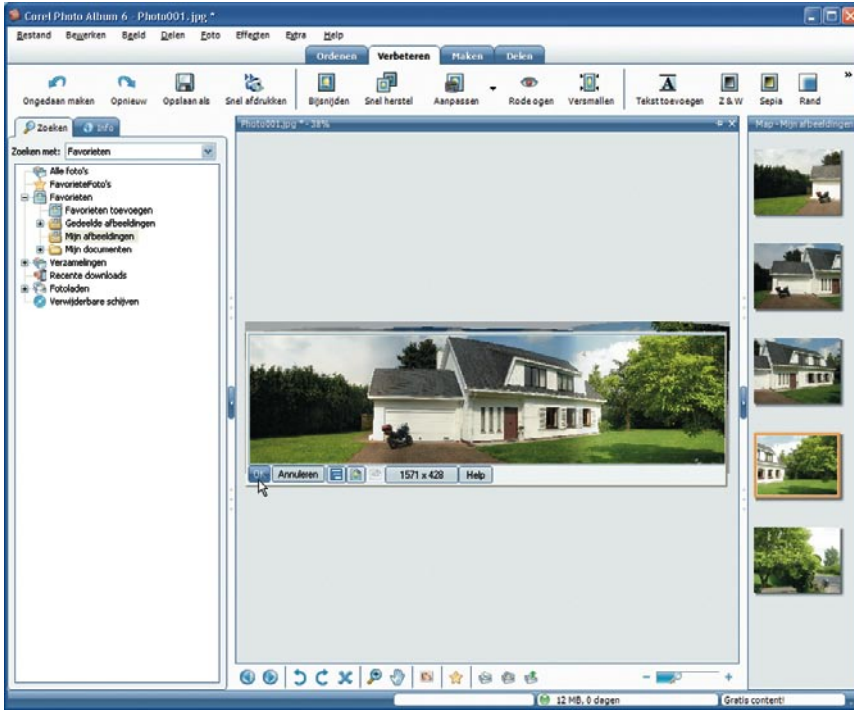 Corel Photo Album 6 - Photo001.jpg *
Bestand Bewerken Beeld Delen Foto Effecten Extra Help
Ordenen Verbeteren Maken Delen
Ongedaan maken Opnieuw Opslaan als Snel afdrukken Bijsnijden Snel herstel Aanpassen Rode ogen Versmallen Tekst toevoegen Z & W Sepia Rand
Zoeken Info
Photo001.jpg * - 38%
Map - Mijn afbeeldingen
Zoeken met: Favorieten
Alle foto's
FavorieteFoto's
Favorieten
Favorieten toevoegen
Gedeelde afbeeldingen
Mijn afbeeldingen
Mijn documenten
Verzamelingen
Recente downloads
Fotoladen
Verwijderbare schijven
OK Annuleren 1571 x 428 Help
12 MB, 0 dagen
Gratis content!